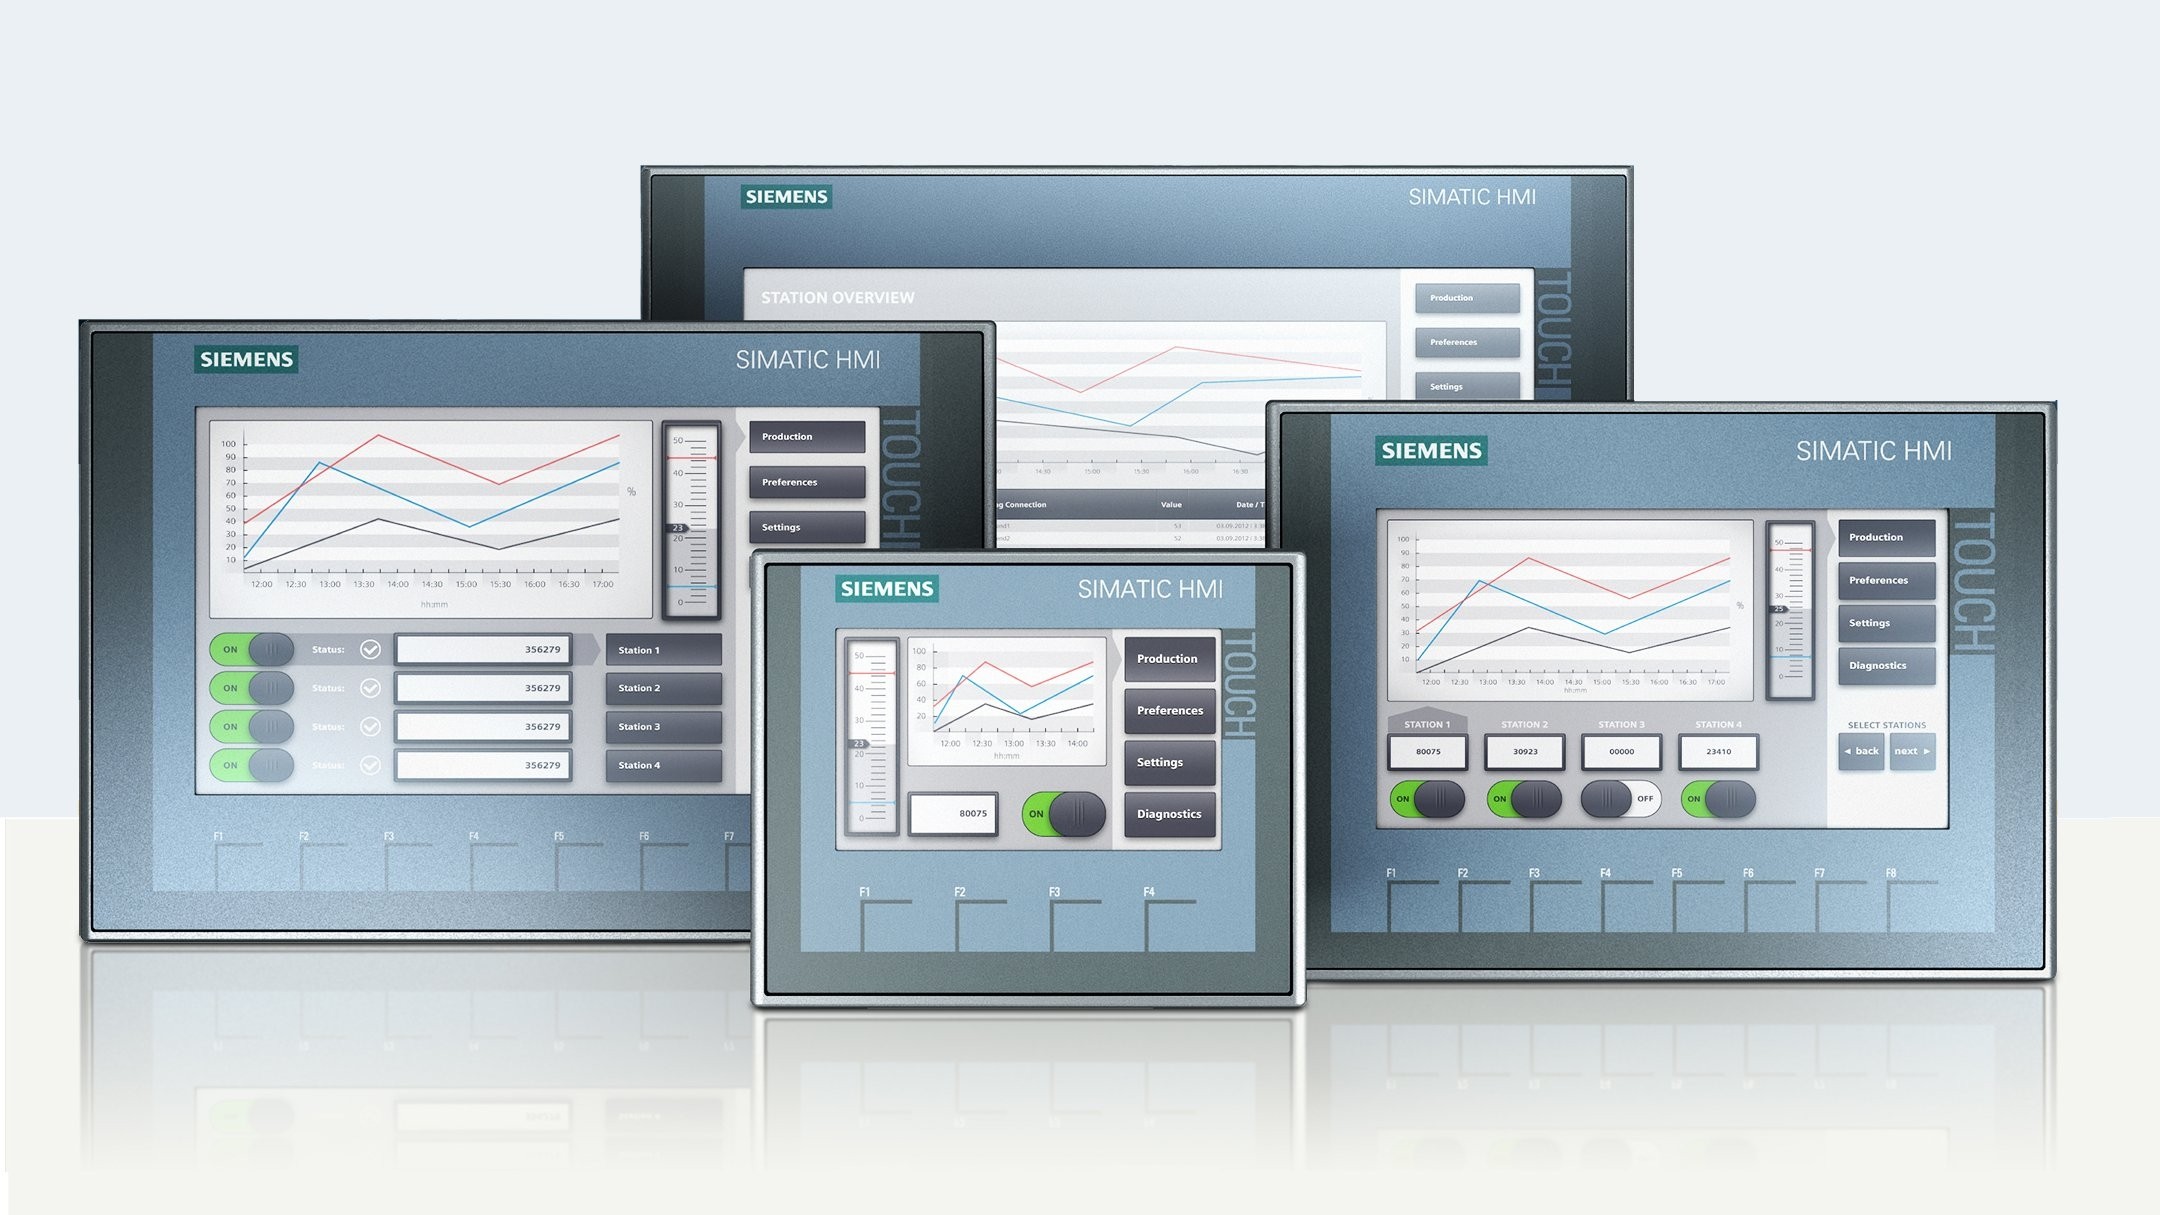 SIEMENS
SIMATIC HMI
TOUCH
STATION OVERVIEW
Production
Preferences
Settings
14:30 15:00 15:30 16:00 16:30
Connection Value
53 03.09.2012
52 03.09.2012
SIEMENS
SIMATIC HMI
TOUCH
100
90
80
70
60
50
40
30
20
10
%
12:00 12:30 13:00 13:30 14:00 14:30 15:00 15:30 16:00 16:30 17:00
hh:mm
50
40
30
23
20
10
0
Production
Preferences
Settings
ON Status: 356279 Station 1
ON Status: 356279 Station 2
ON Status: 356279 Station 3
ON Status: 356279 Station 4
F1 F2 F3 F4 F5 F6 F7
SIEMENS
SIMATIC HMI
TOUCH
50
40
30
23
20
10
0
100
80
60
40
20
12:00 12:30 13:00 13:30 14:00
hh:mm
80075
ON
Production
Preferences
Settings
Diagnostics
F1 F2 F3 F4
SIEMENS
SIMATIC HMI
TOUCH
100
90
80
70
60
50
40
30
20
10
%
12:00 12:30 13:00 13:30 14:00 14:30 15:00 15:30 16:00 16:30 17:00
hh:mm
50
40
30
25
20
10
0
Production
Preferences
Settings
Diagnostics
STATION 1 STATION 2 STATION 3 STATION 4
80075 30923 00000 23410
ON ON OFF ON
SELECT STATIONS
back next
F1 F2 F3 F4 F5 F6 F7 F8